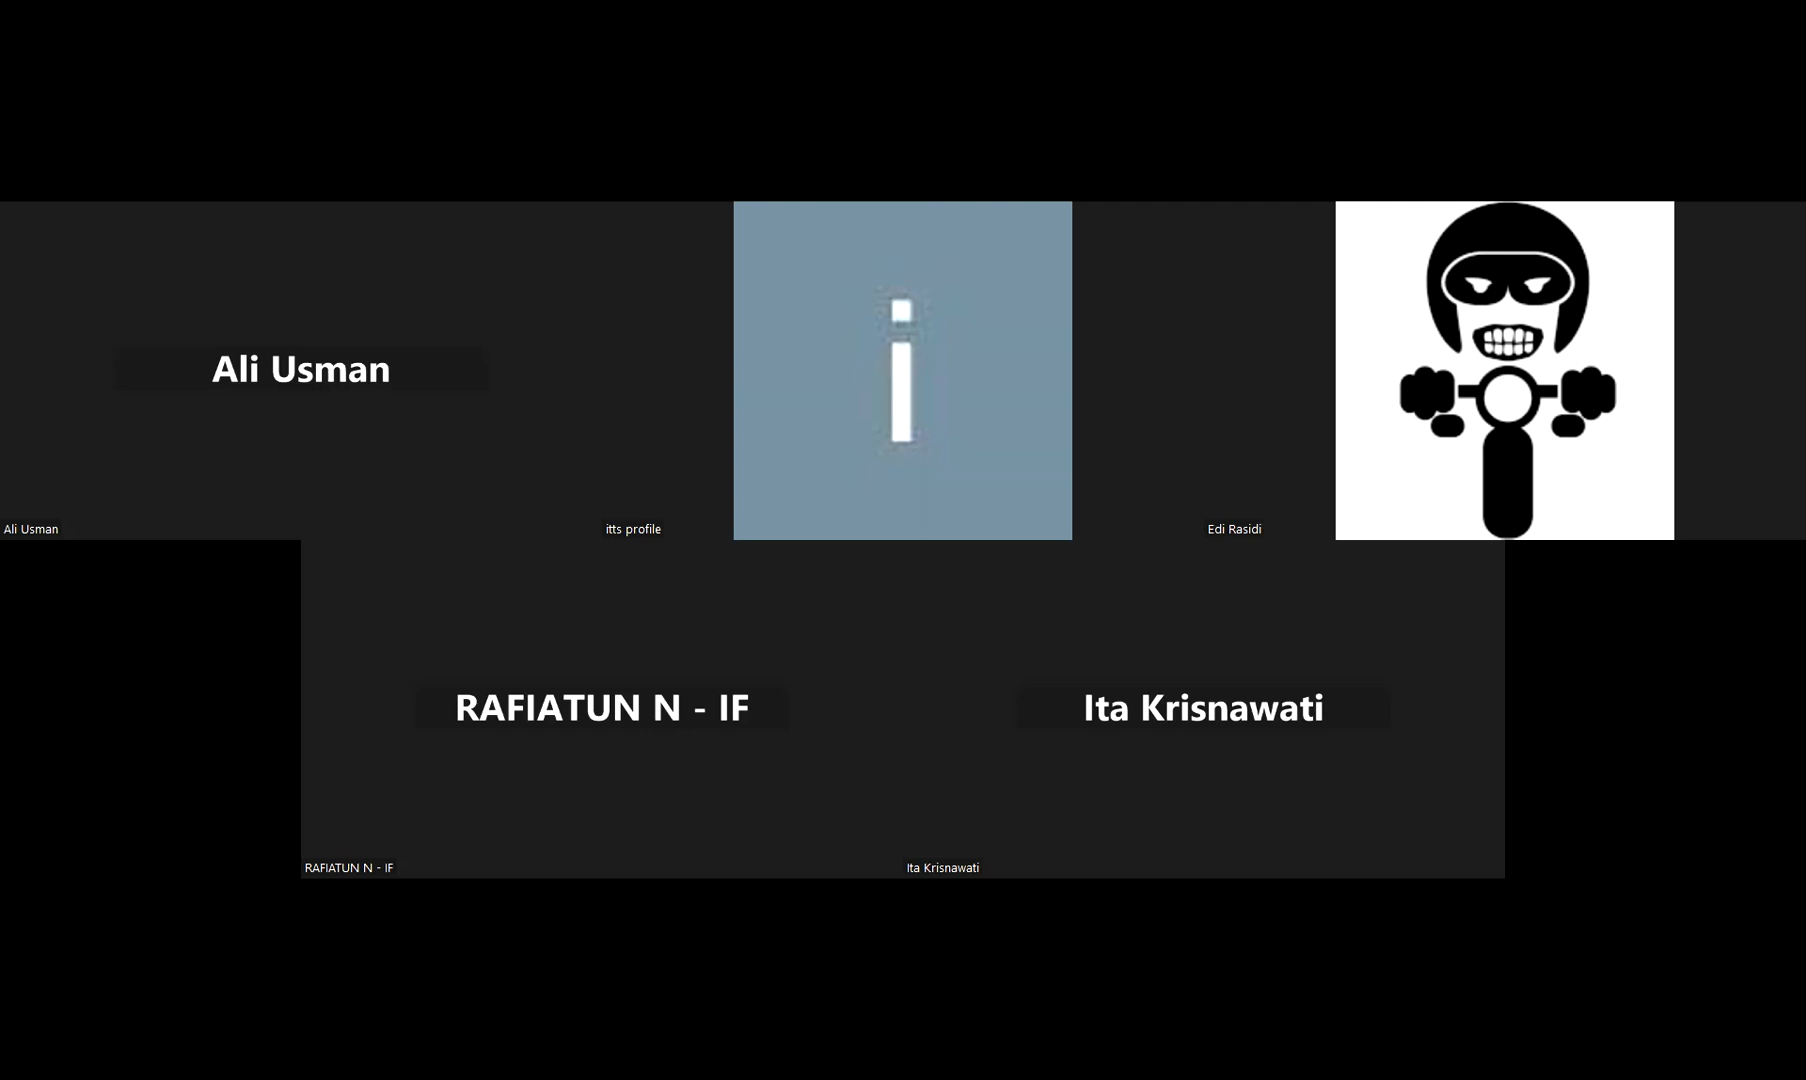 Ali Usman
i
Ali Usman
itts profile
Edi Rasidi
RAFIATUN N - IF
Ita Krisnawati
RAFIATUN N - IF
Ita Krisnawati